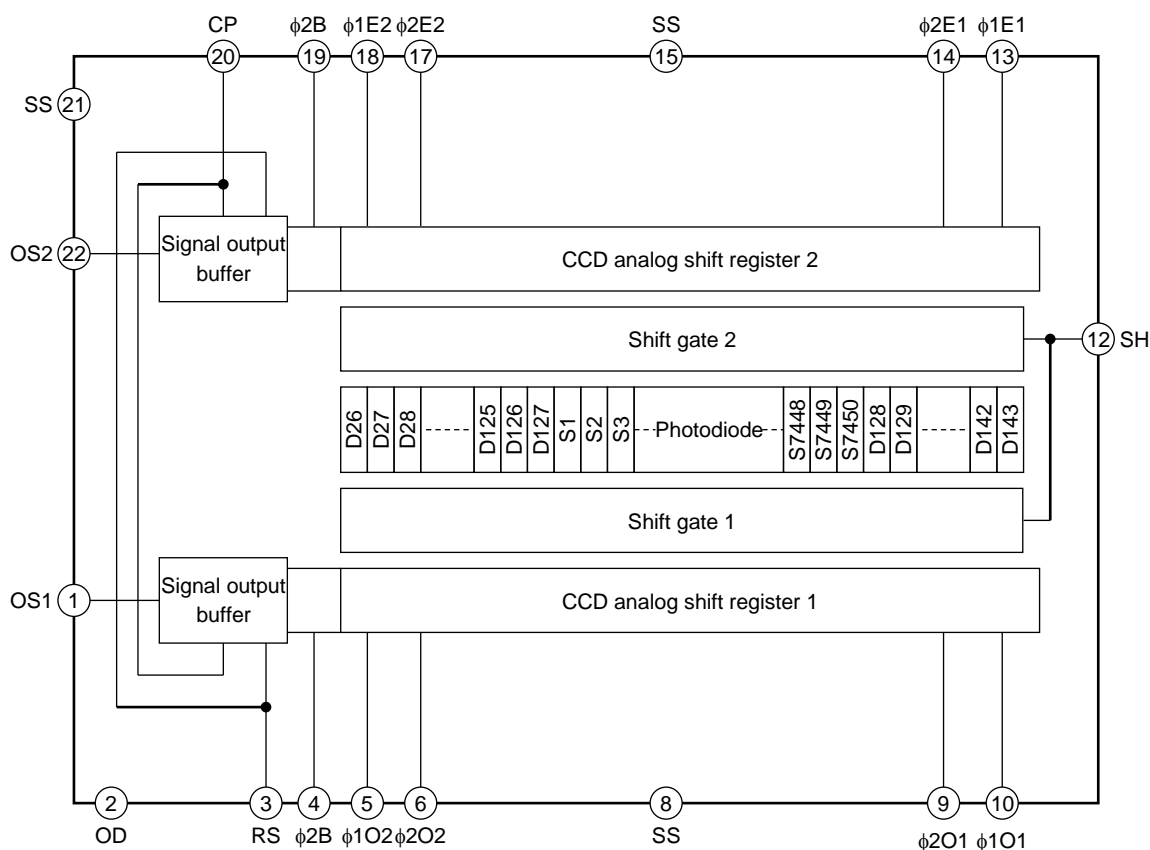 CP φ2B φ1E2 φ2E2 SS φ2E1 φ1E1
20 19 18 17 15 14 13
SS 21
OS2 22
Signal output
buffer
CCD analog shift register 2
Shift gate 2
12 SH
D26 D27 D28 D125 D126 D127 S1 S2 S3 Photodiode S7448 S7449 S7450 D128 D129 D142 D143
Shift gate 1
OS1 1
Signal output
buffer
CCD analog shift register 1
2 3 4 5 6 8 9 10
OD RS φ2B φ1O2 φ2O2 SS φ2O1 φ1O1